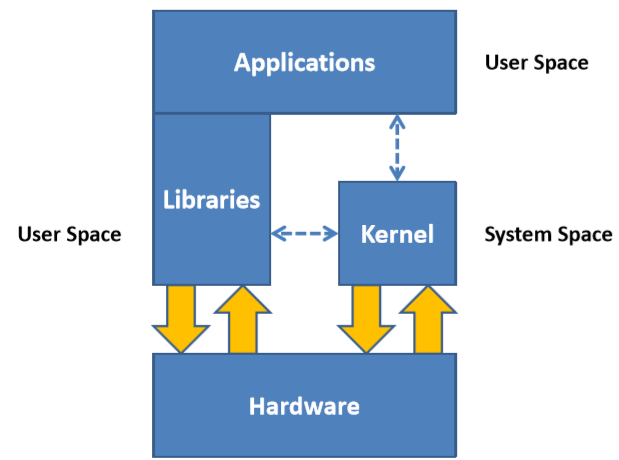 Applications
User Space
Libraries
User Space
Kernel
System Space
Hardware